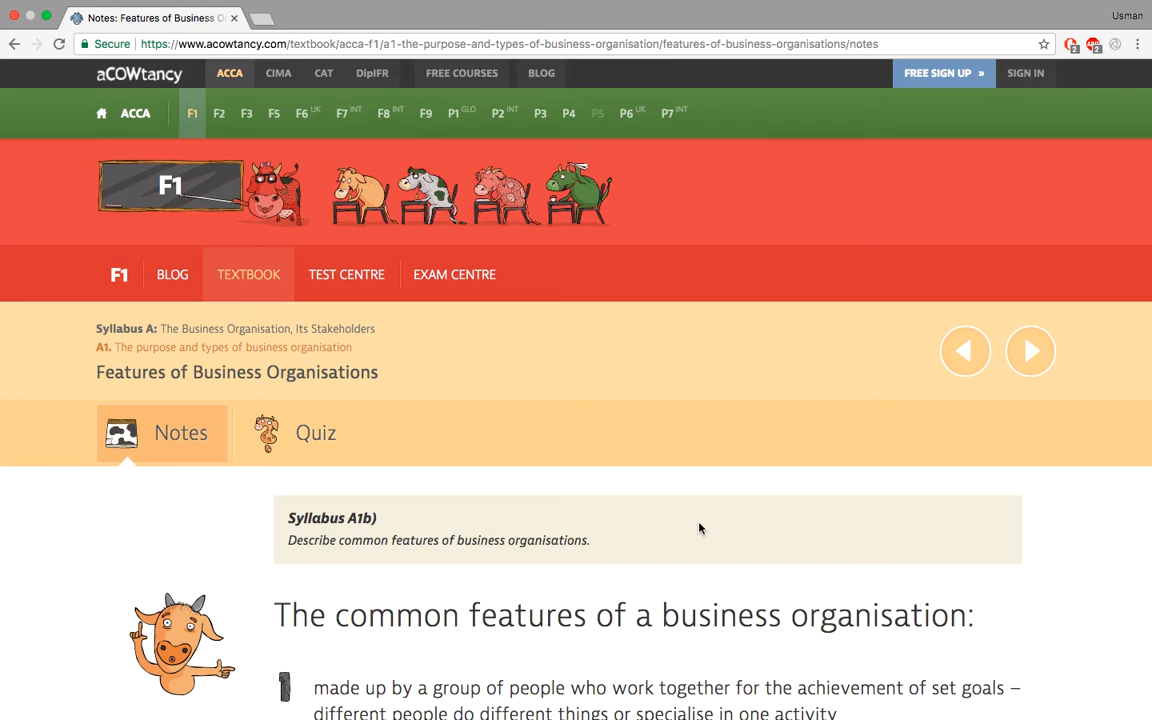 Notes: Features of Business O
Usman
Secure
https://www.acowtancy.com/textbook/acca-f1/a1-the-purpose-and-types-of-business-organisation/features-of-business-organisations/notes
2
2
aCOWtancy
ACCA
CIMA
CAT
DipIFR
FREE COURSES
BLOG
FREE SIGN UP »
SIGN IN
ACCA
F1
F2
F3
F5
F6 UK
F7 INT
F8 INT
F9
P1 GLO
P2 INT
P3
P4
P5
P6 UK
P7 INT
F1
F1
BLOG
TEXTBOOK
TEST CENTRE
EXAM CENTRE
Syllabus A: The Business Organisation, Its Stakeholders
A1. The purpose and types of business organisation
Features of Business Organisations
Notes
Quiz
Syllabus A1b)
Describe common features of business organisations.
The common features of a business organisation:
1 made up by a group of people who work together for the achievement of set goals –
different people do different things or specialise in one activity